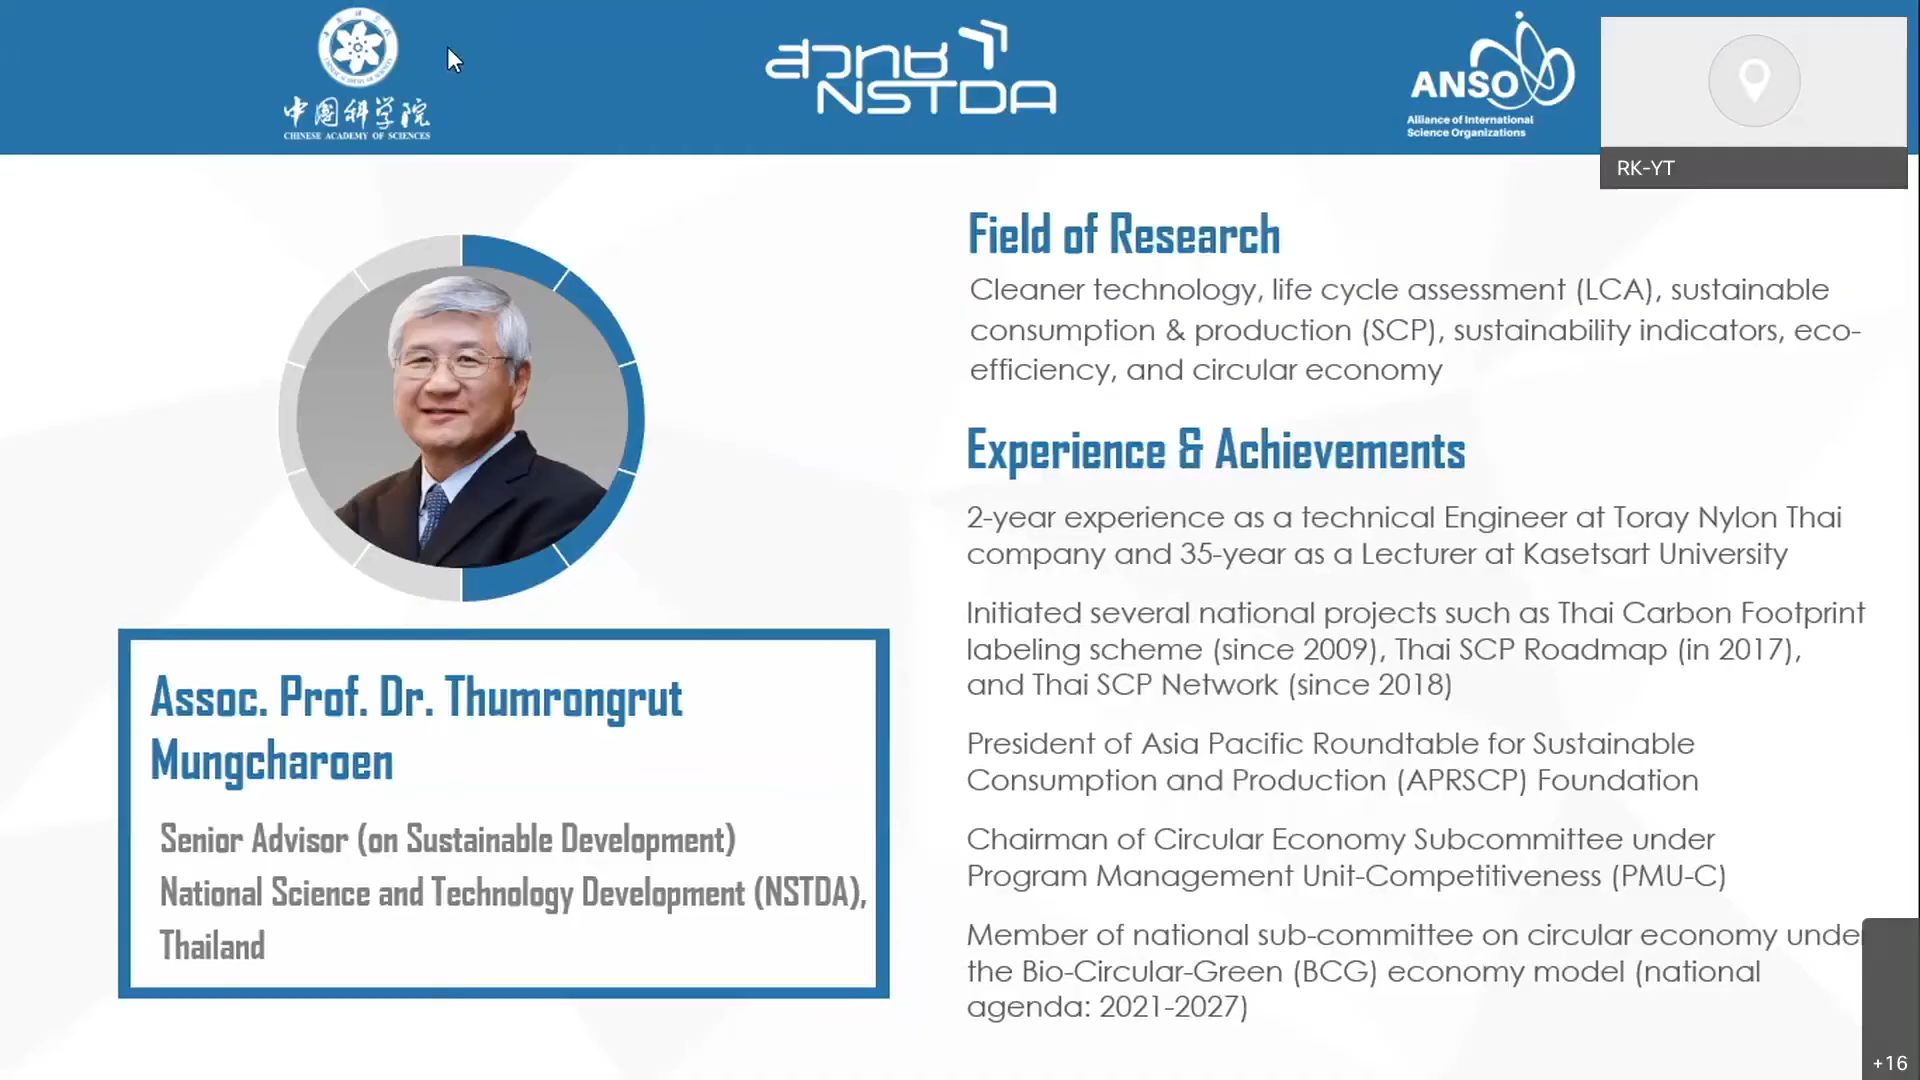 中国科学院
CHINESE ACADEMY OF SCIENCES
สวทช
NSTDA
ANSO
Alliance of International
Science Organizations
RK-YT
Field of Research
Cleaner technology, life cycle assessment (LCA), sustainable
consumption & production (SCP), sustainability indicators, eco-
efficiency, and circular economy
Experience & Achievements
2-year experience as a technical Engineer at Toray Nylon Thai
company and 35-year as a Lecturer at Kasetsart University
Initiated several national projects such as Thai Carbon Footprint
labeling scheme (since 2009), Thai SCP Roadmap (in 2017),
and Thai SCP Network (since 2018)
President of Asia Pacific Roundtable for Sustainable
Consumption and Production (APRSCP) Foundation
Chairman of Circular Economy Subcommittee under
Program Management Unit-Competitiveness (PMU-C)
Member of national sub-committee on circular economy unde
the Bio-Circular-Green (BCG) economy model (national
agenda: 2021-2027)
Assoc. Prof. Dr. Thumrongrut
Mungcharoen
Senior Advisor (on Sustainable Development)
National Science and Technology Development (NSTDA),
Thailand
+16